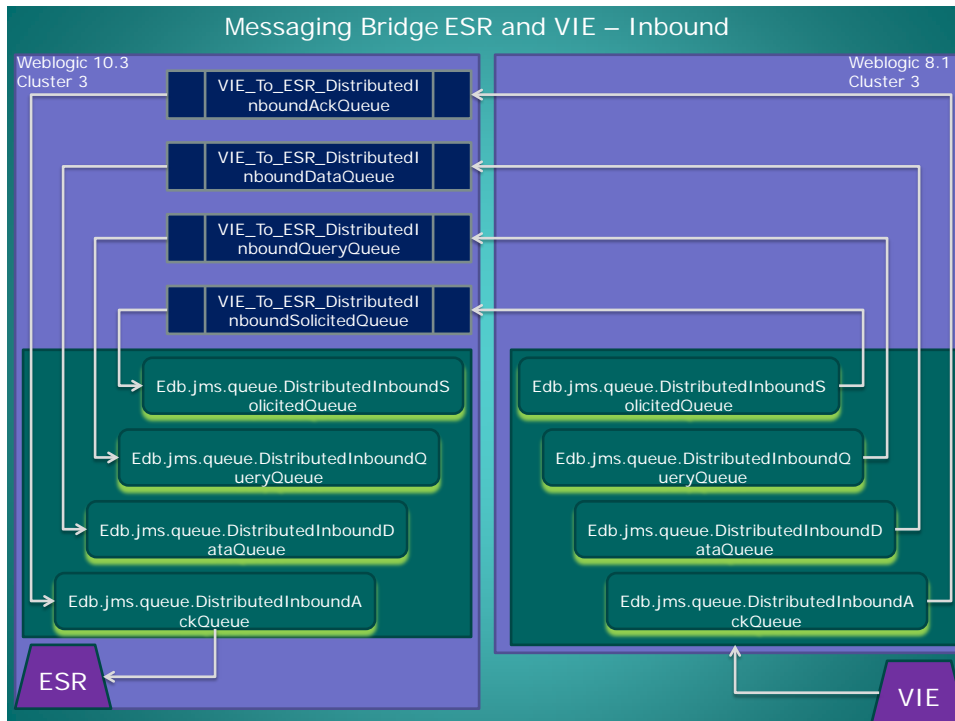 Messaging Bridge ESR and VIE – Inbound
Weblogic 10.3
Cluster 3
Weblogic 8.1
Cluster 3
VIE_To_ESR_DistributedI
nboundAckQueue
VIE_To_ESR_DistributedI
nboundDataQueue
VIE_To_ESR_DistributedI
nboundQueryQueue
VIE_To_ESR_DistributedI
nboundSolicitedQueue
Edb.jms.queue.DistributedInboundS
olicitedQueue
Edb.jms.queue.DistributedInboundS
olicitedQueue
Edb.jms.queue.DistributedInboundQ
ueryQueue
Edb.jms.queue.DistributedInboundQ
ueryQueue
Edb.jms.queue.DistributedInboundD
ataQueue
Edb.jms.queue.DistributedInboundD
ataQueue
Edb.jms.queue.DistributedInboundA
ckQueue
Edb.jms.queue.DistributedInboundA
ckQueue
ESR
VIE